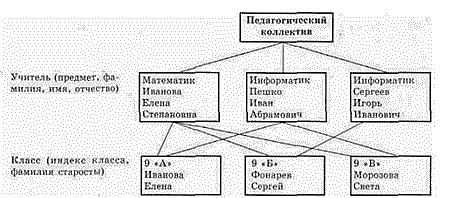 Педагогический
коллектив
Учитель (предмет, фа-
милия, имя, отчество)
Математик
Иванова
Елена
Степановна
Информатик
Пешко
Иван
Абрамович
Информатик
Сергеев
Игорь
Иванович
Класс (индекс класса,
фамилия старосты)
9 «А»
Иванова
Елена
9 «Б»
Фонарев
Сергей
9 «В»
Морозова
Света